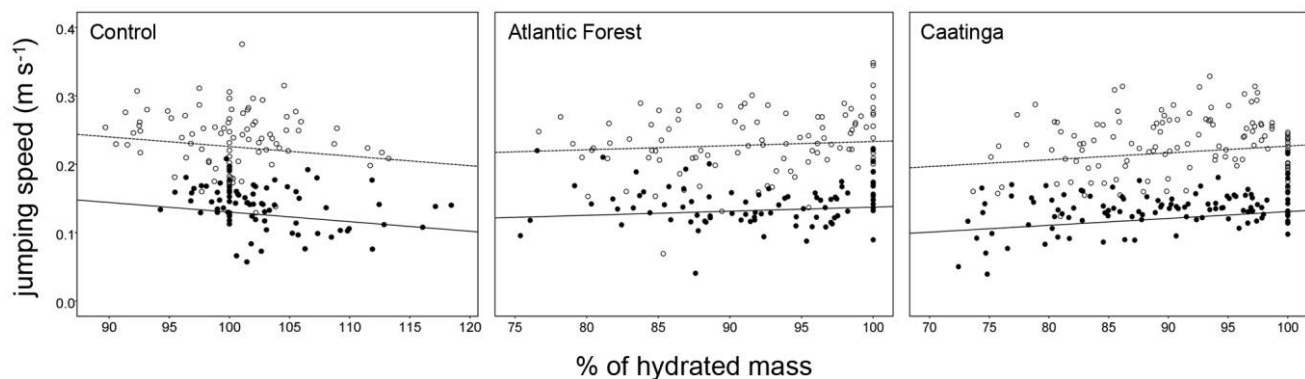 Control
Atlantic Forest
Caatinga
jumping speed (m s⁻¹)
0.4
0.3
0.2
0.1
0.0
90 95 100 105 110 115 120
75 80 85 90 95 100
70 75 80 85 90 95 100
% of hydrated mass